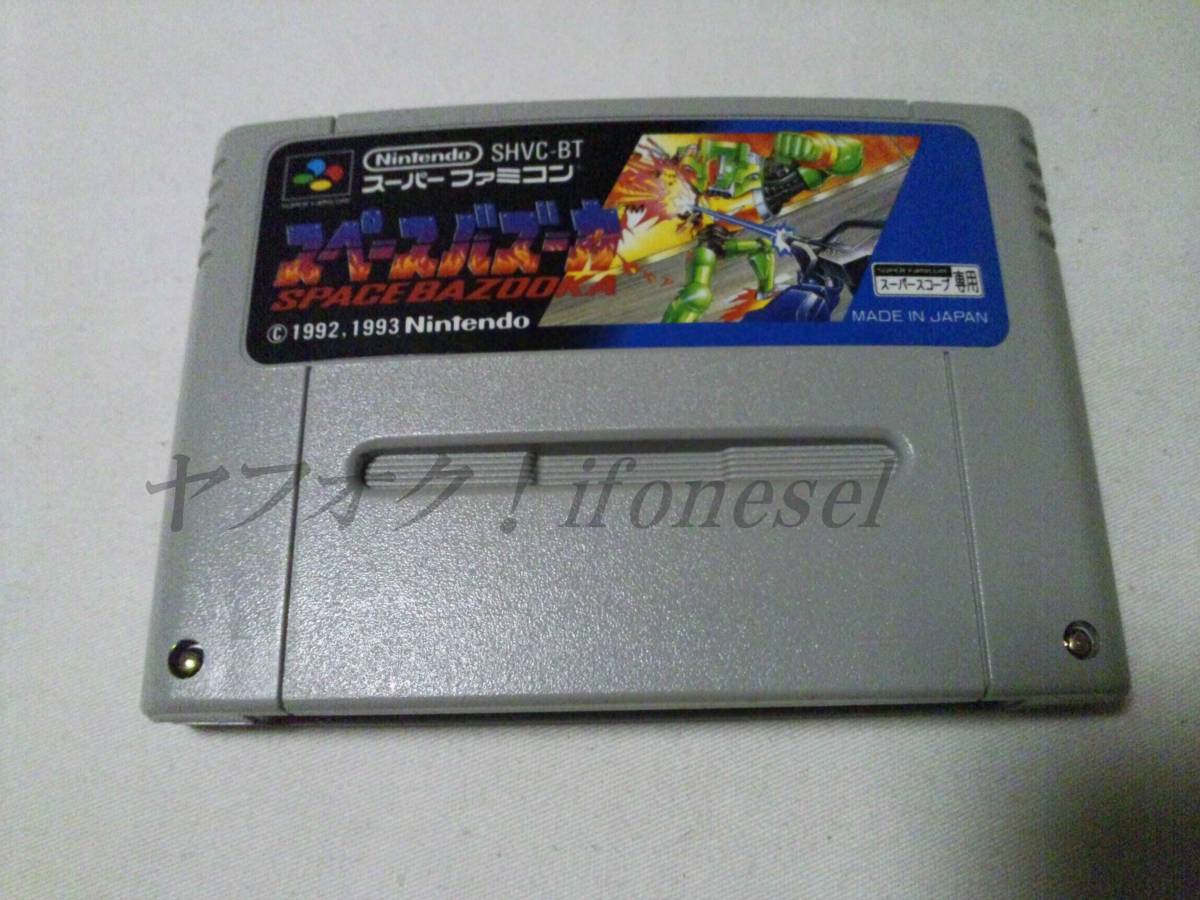 Nintendo SHVC-BT
スーパーファミコン
スペースバズーカ
SPACE BAZOOKA
© 1992, 1993 Nintendo
スーパースコープ専用
MADE IN JAPAN
ヤフオク！ifonesel